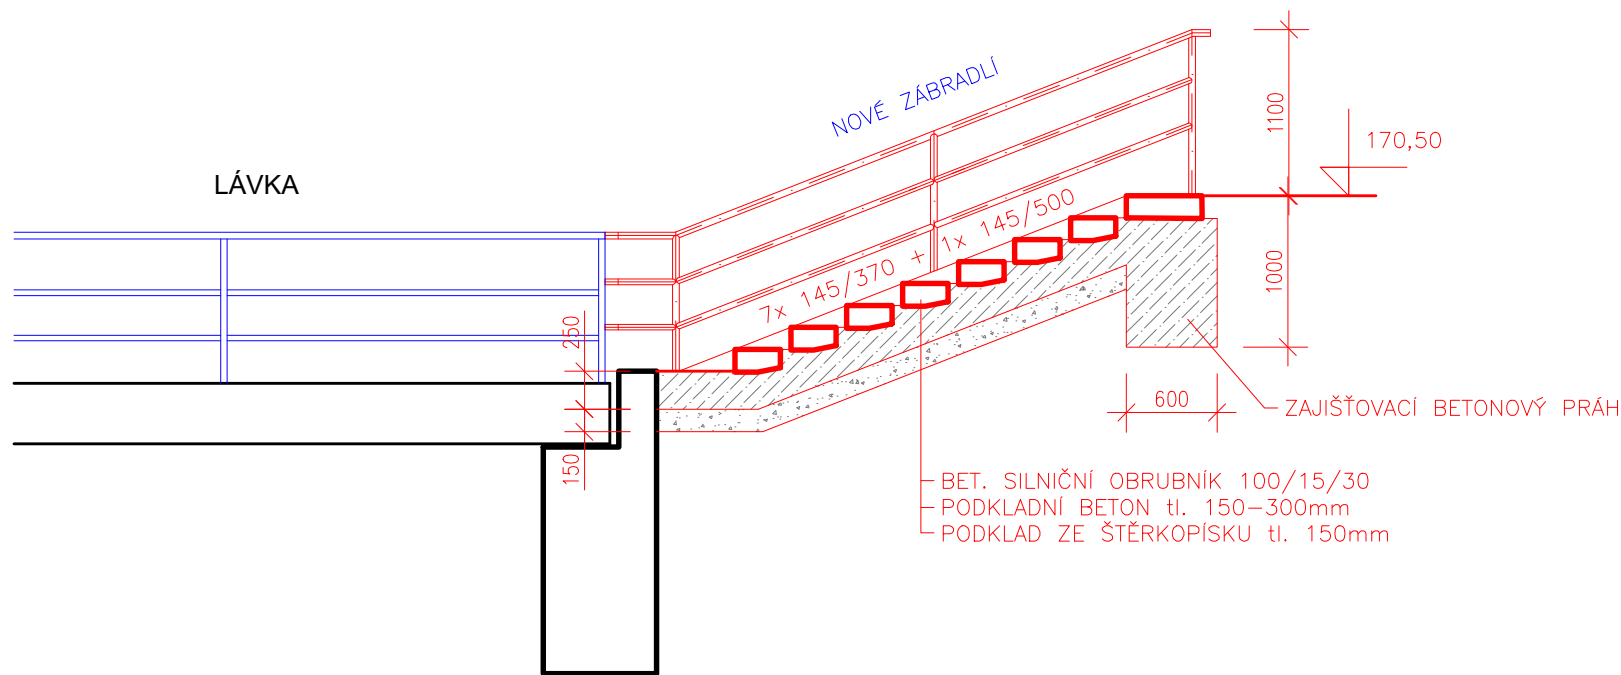 NOVÉ ZÁBRADLÍ
1100
170,50
LÁVKA
7x 145/370 + 1x 145/500
1000
250
600
ZAJIŠŤOVACÍ BETONOVÝ PRÁH
150
BET. SILNIČNÍ OBRUBNÍK 100/15/30
PODKLADNÍ BETON tl. 150-300mm
PODKLAD ZE ŠTĚRKOPÍSKU tl. 150mm